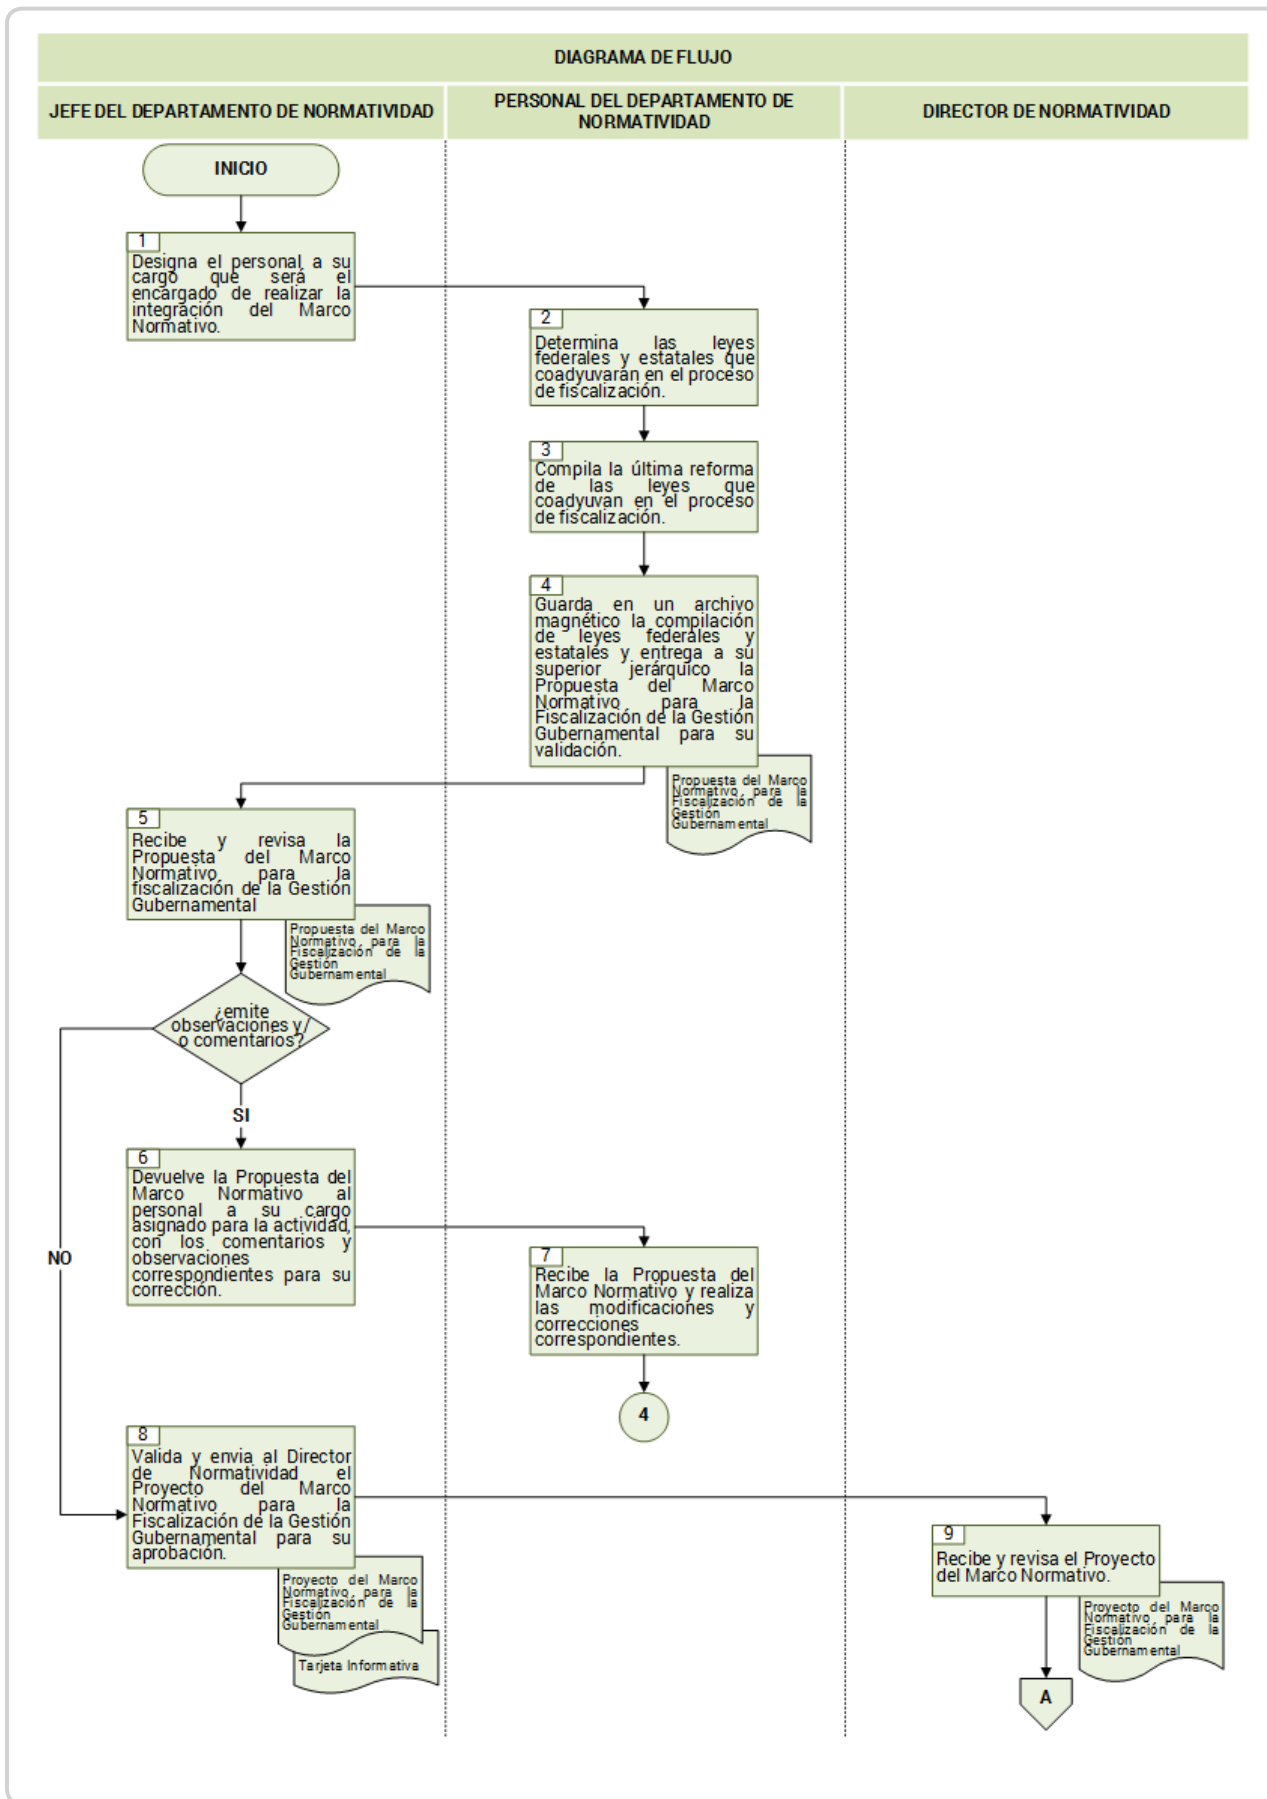 DIAGRAMA DE FLUJO
JEFE DEL DEPARTAMENTO DE NORMATIVIDAD
PERSONAL DEL DEPARTAMENTO DE
NORMATIVIDAD
DIRECTOR DE NORMATIVIDAD
INICIO
1
Designa el personal a su
cargo que será el
encargado de realizar la
integración del Marco
Normativo.
2
Determina las leyes
federales y estatales que
coadyuvaran en el proceso
de fiscalización.
3
Compila la última reforma
de las leyes que
coadyuvan en el proceso
de fiscalización.
4
Guarda en un archivo
magnético la compilación
de leyes federales y
estatales y entrega a su
superior jerárquico la
Propuesta del Marco
Normativo para la
Fiscalización de la Gestión
Gubernamental para su
validación.
Propuesta del Marco
Normativo para la
Fiscalización de la
Gestión
Gubernamental
5
Recibe y revisa la
Propuesta del Marco
Normativo para la
fiscalización de la Gestión
Gubernamental
Propuesta del Marco
Normativo para la
Fiscalización de la
Gestión
Gubernamental
¿emite
observaciones y/
o comentarios?
SI
NO
6
Devuelve la Propuesta del
Marco Normativo al
personal a su cargo
asignado para la actividad,
con los comentarios y
observaciones
correspondientes para su
corrección.
7
Recibe la Propuesta del
Marco Normativo y realiza
las modificaciones y
correcciones
correspondientes.
4
8
Valida y envia al Director
de Normatividad el
Proyecto del Marco
Normativo para la
Fiscalización de la Gestión
Gubernamental para su
aprobación.
Proyecto del Marco
Normativo para la
Fiscalización de la
Gestión
Gubernamental
Tarjeta Informativa
9
Recibe y revisa el Proyecto
del Marco Normativo.
Proyecto del Marco
Normativo para la
Fiscalización de la
Gestión
Gubernamental
A